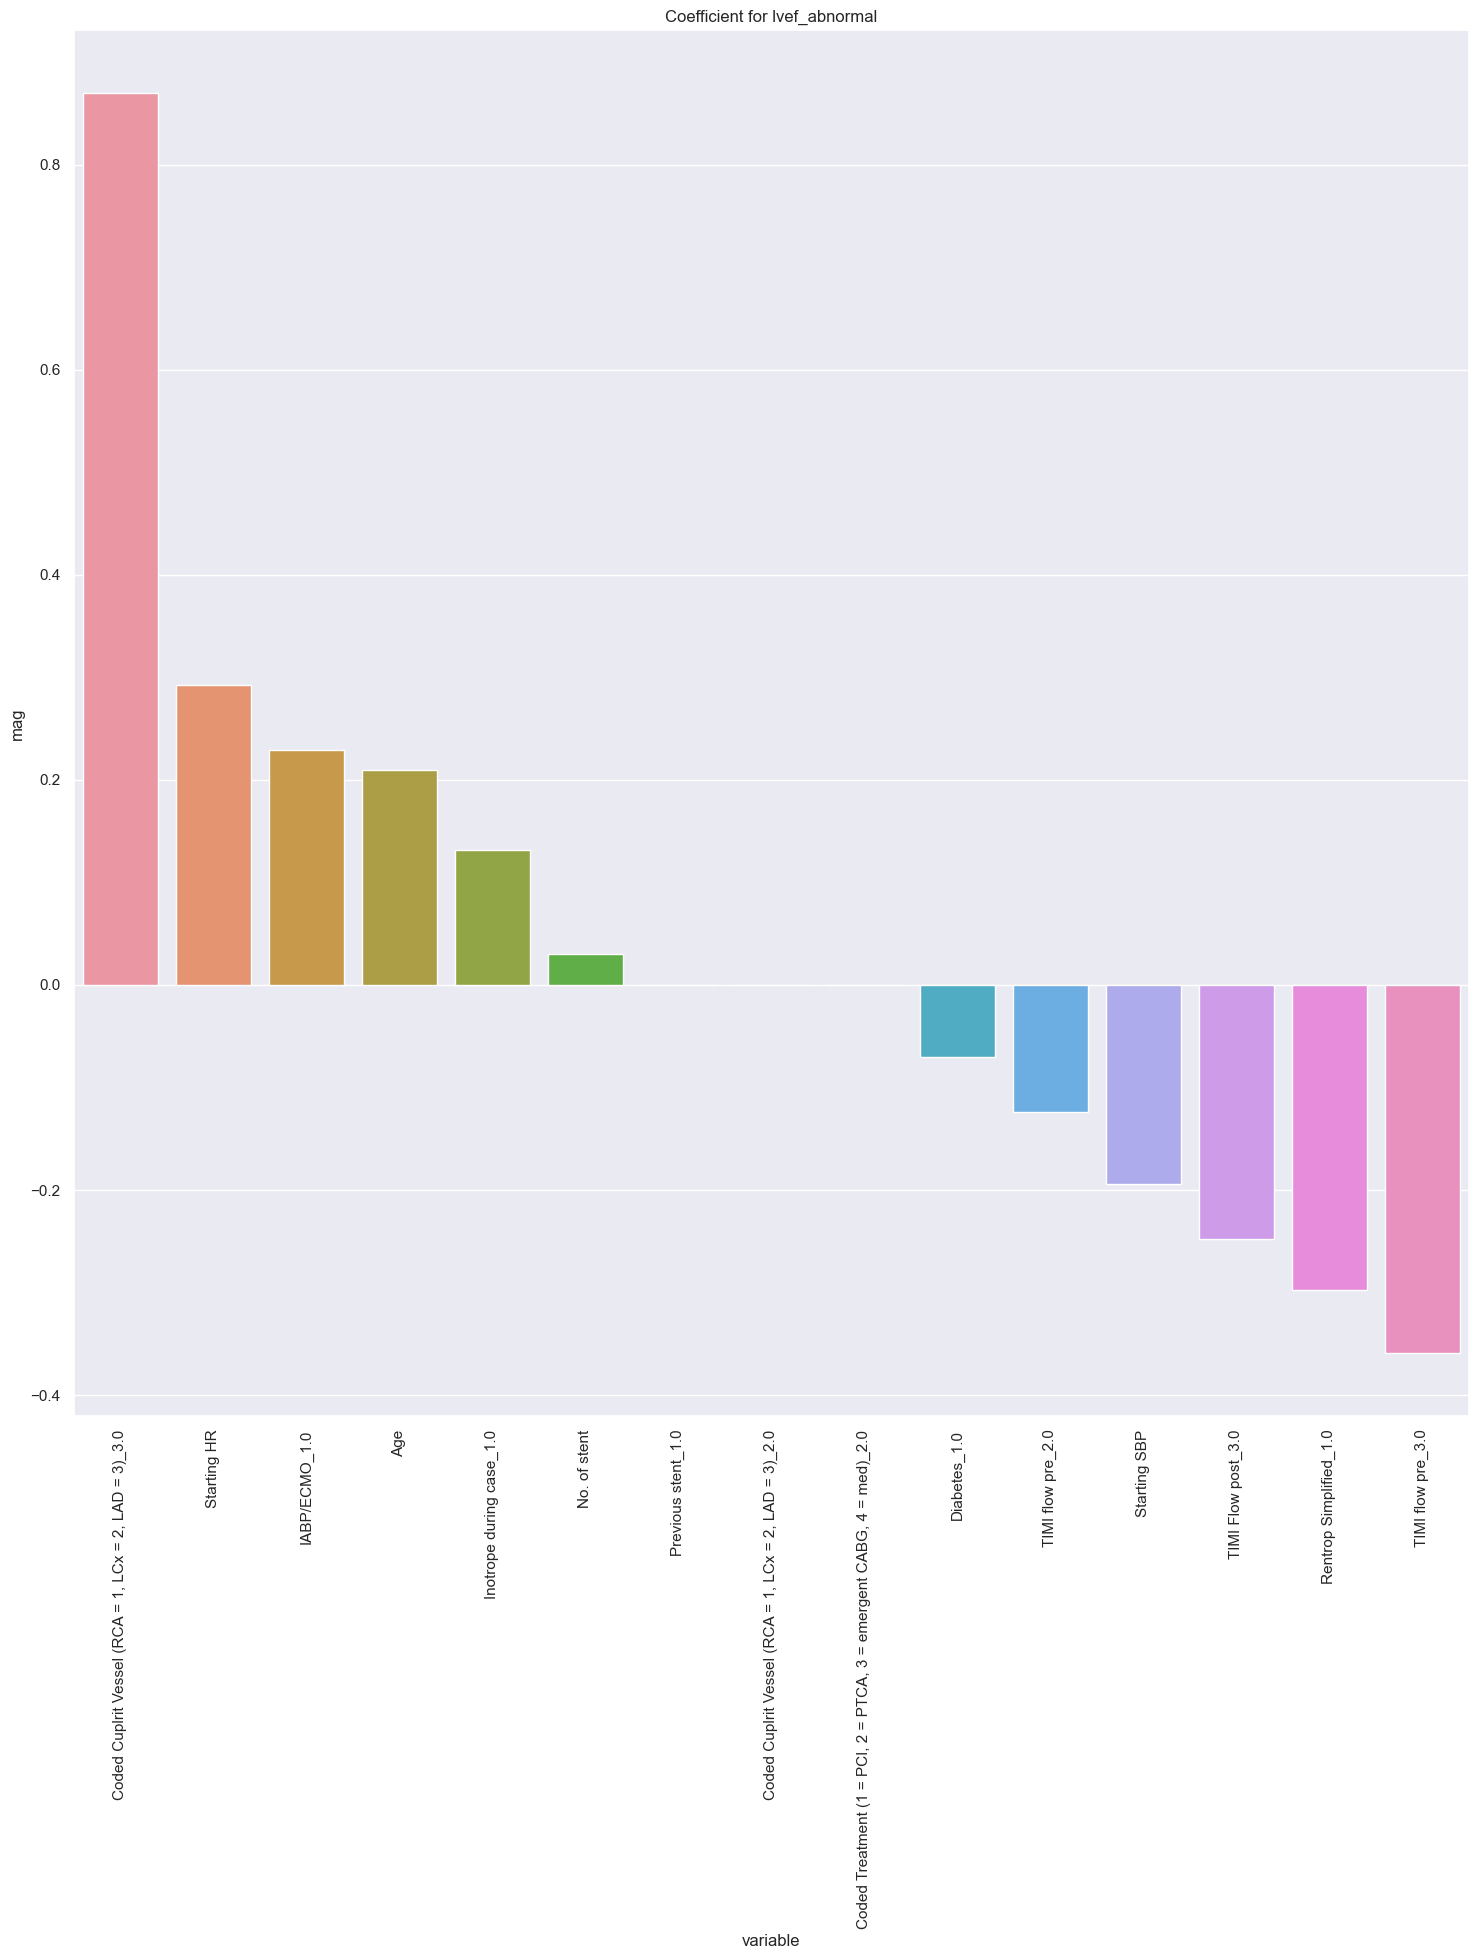 Coefficient for lvef_abnormal
mag
0.8
0.6
0.4
0.2
0.0
−0.2
−0.4
Coded Cuplrit Vessel (RCA = 1, LCx = 2, LAD = 3)_3.0
Starting HR
IABP/ECMO_1.0
Age
Inotrope during case_1.0
No. of stent
Previous stent_1.0
Coded Cuplrit Vessel (RCA = 1, LCx = 2, LAD = 3)_2.0
Coded Treatment (1 = PCI, 2 = PTCA, 3 = emergent CABG, 4 = med)_2.0
Diabetes_1.0
TIMI flow pre_2.0
Starting SBP
TIMI Flow post_3.0
Rentrop Simplified_1.0
TIMI flow pre_3.0
variable